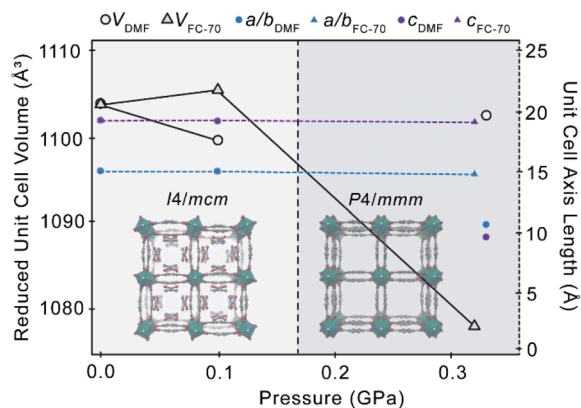 V_DMF V_FC-70 a/b_DMF a/b_FC-70 c_DMF c_FC-70
Reduced Unit Cell Volume (Å³)
1110
1100
1090
1080
I4/mcm P4/mmm
25
20
15
10
5
0
Unit Cell Axis Length (Å)
0.0 0.1 0.2 0.3
Pressure (GPa)